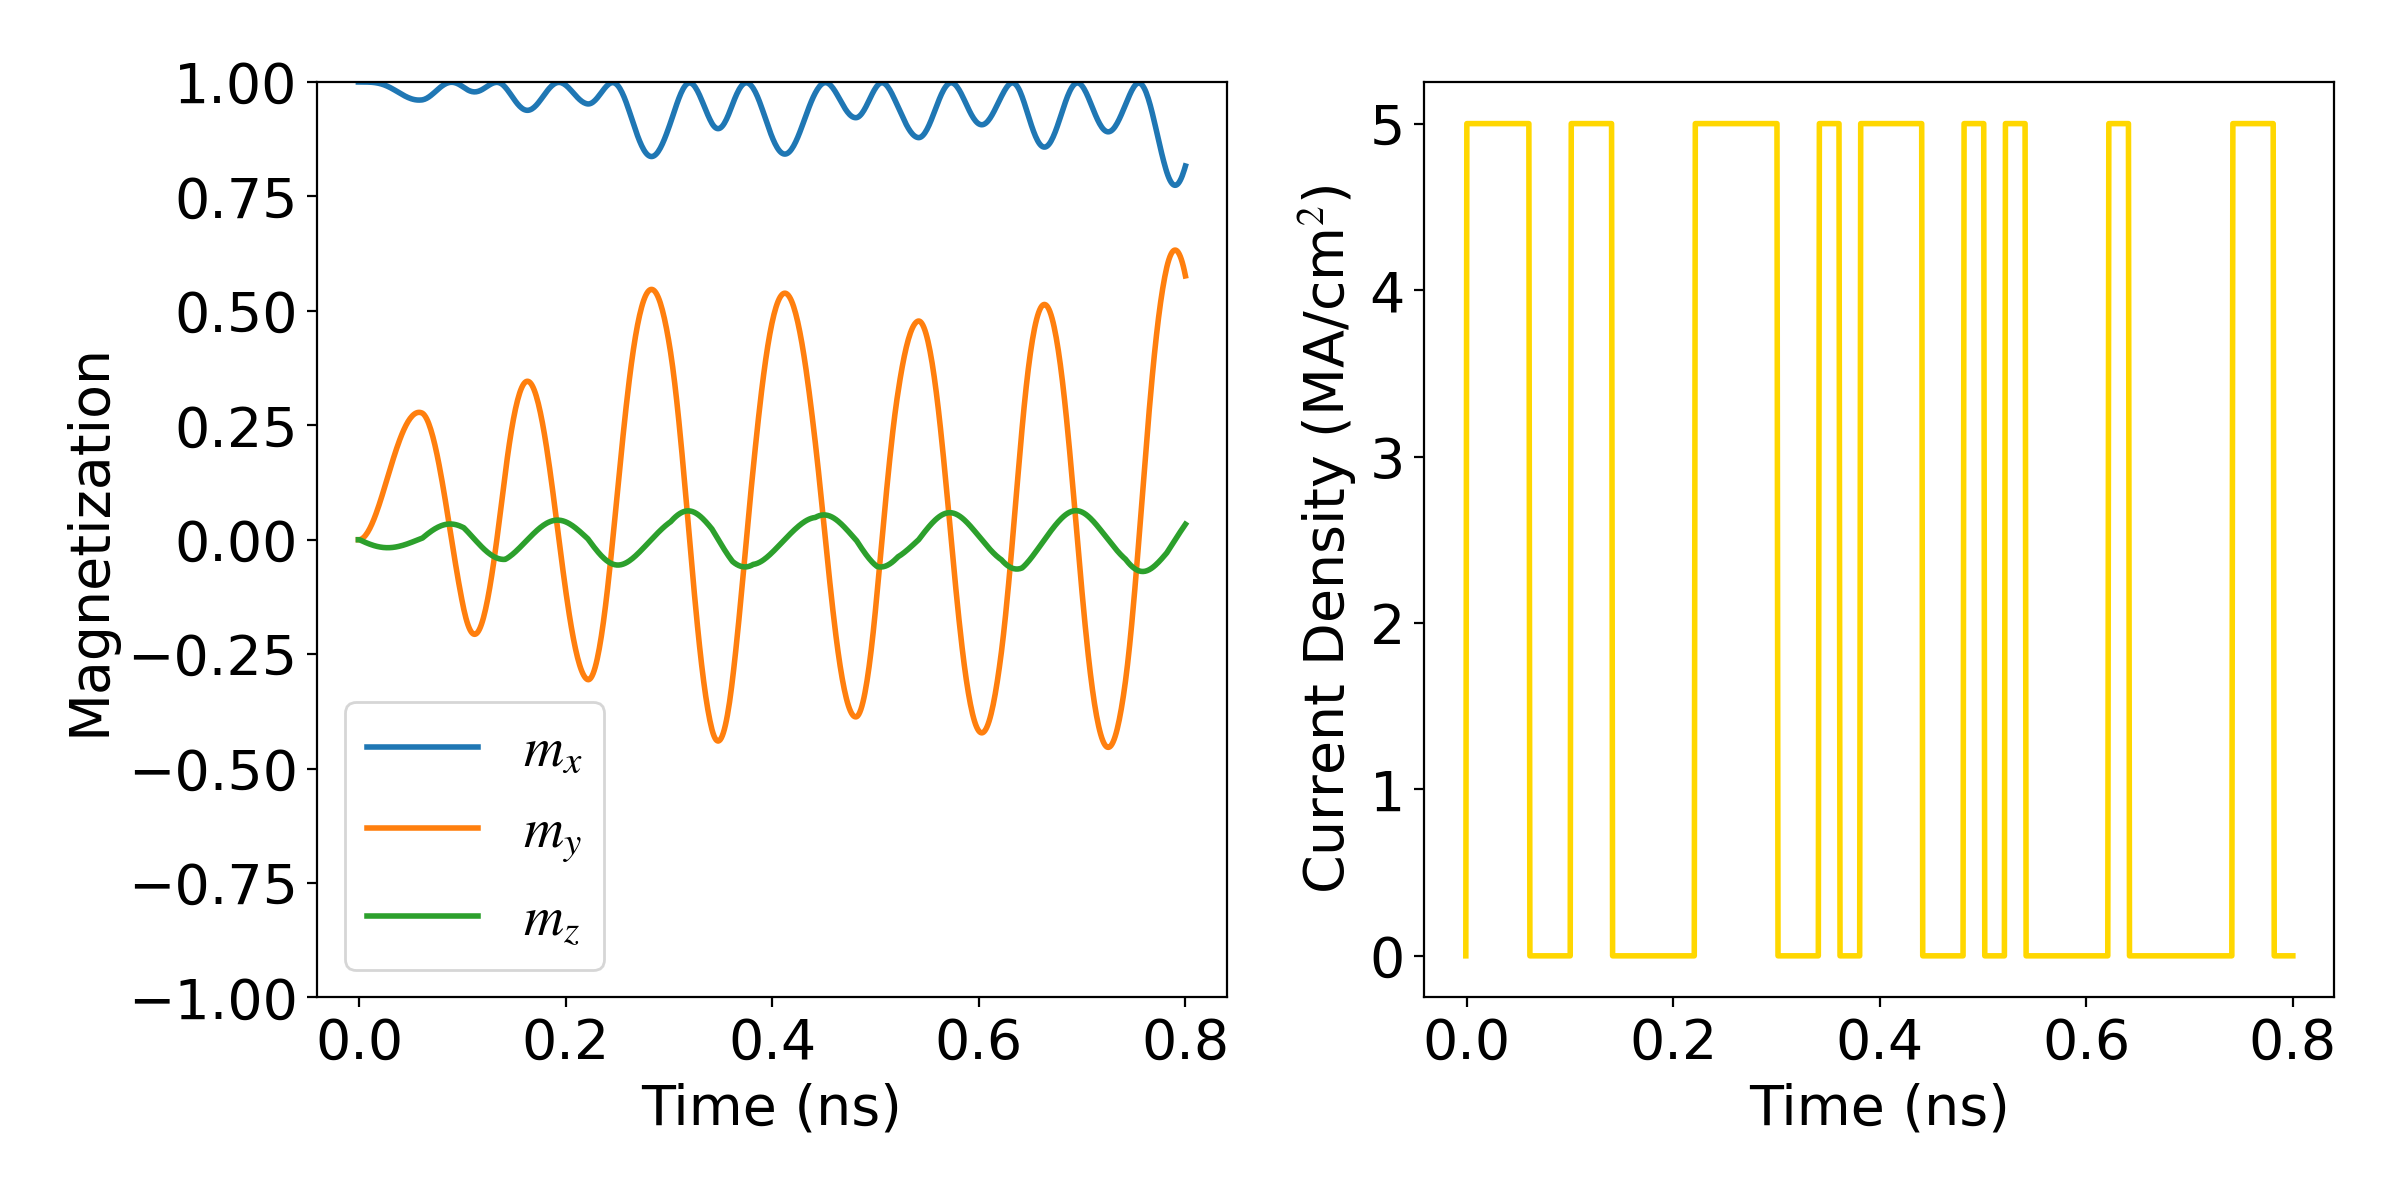 Magnetization
1.00
0.75
0.50
0.25
0.00
−0.25
−0.50
−0.75
−1.00
m_x
m_y
m_z
0.0 0.2 0.4 0.6 0.8
Time (ns)
Current Density (MA/cm²)
5
4
3
2
1
0
0.0 0.2 0.4 0.6 0.8
Time (ns)